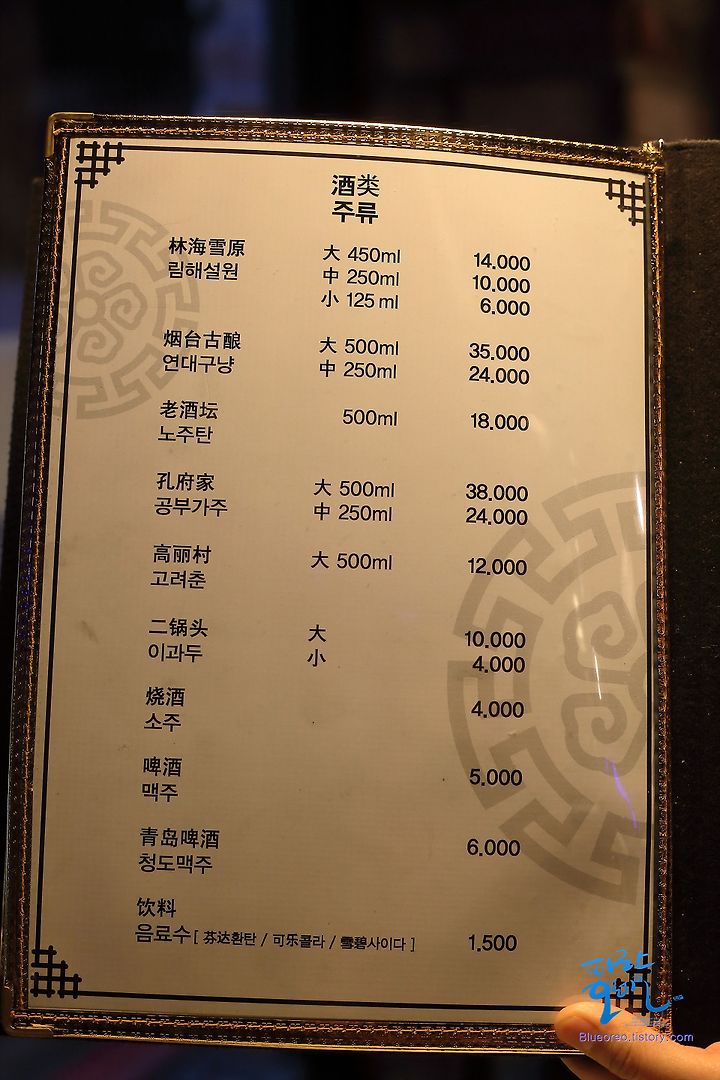 酒类
주류
林海雪原 大 450ml 14.000
림해설원 中 250ml 10.000
小 125 ml 6.000
烟台古酿 大 500ml 35.000
연대구냥 中 250ml 24.000
老酒坛 500ml 18.000
노주탄
孔府家 大 500ml 38.000
공부가주 中 250ml 24.000
高丽村 大 500ml 12.000
고려춘
二锅头 大 10.000
이과두 小 4.000
烧酒 4.000
소주
啤酒 5.000
맥주
青岛啤酒 6.000
청도맥주
饮料
음료수 [ 芬达환탄 / 可乐콜라 / 雪碧사이다 ] 1.500
Blueoreo.tistory.com